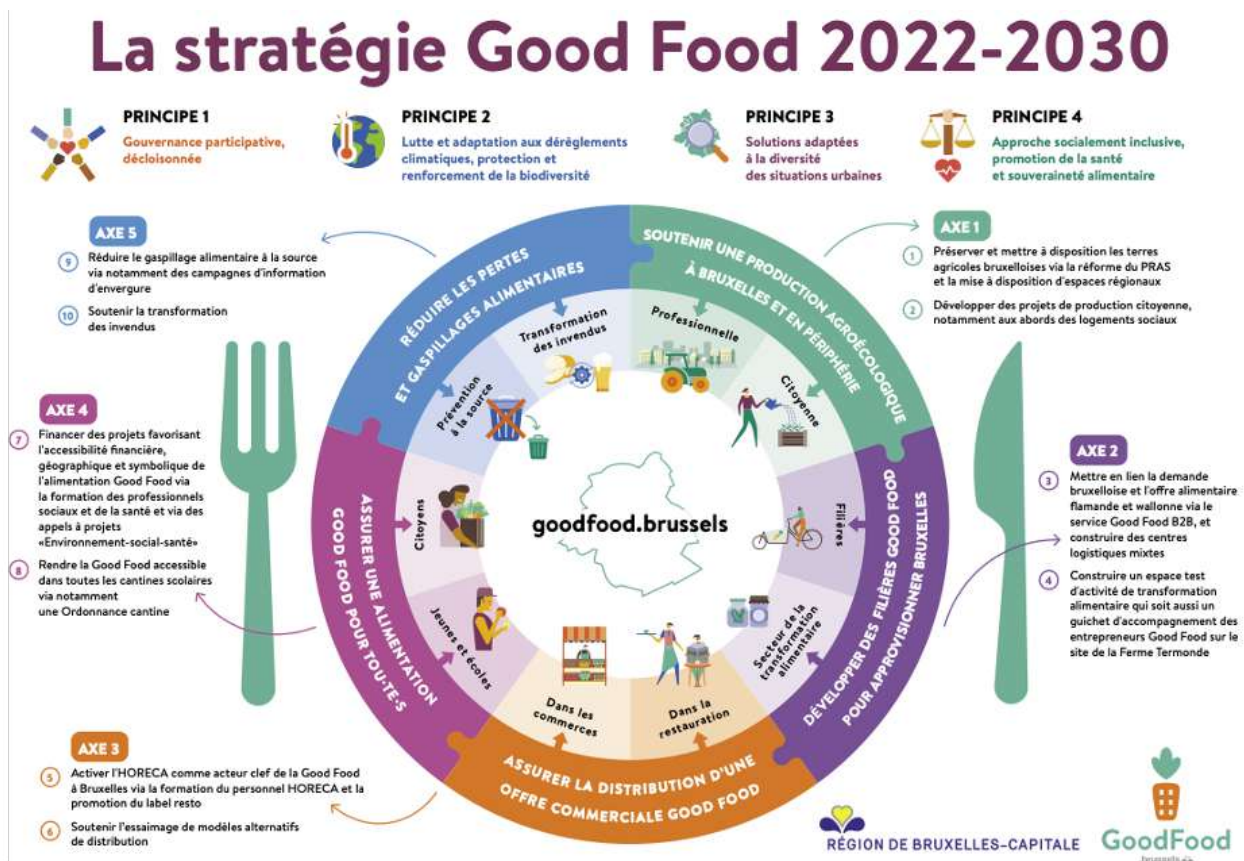 La stratégie Good Food 2022-2030
PRINCIPE 1
Gouvernance participative,
décloisonnée
PRINCIPE 2
Lutte et adaptation aux dérèglements
climatiques, protection et
renforcement de la biodiversité
PRINCIPE 3
Solutions adaptées
à la diversité
des situations urbaines
PRINCIPE 4
Approche socialement inclusive,
promotion de la santé
et souveraineté alimentaire
AXE 5
9 Réduire le gaspillage alimentaire à la source
via notamment des campagnes d'information
d'envergure
10 Soutenir la transformation
des invendus
AXE 1
1 Préserver et mettre à disposition les terres
agricoles bruxelloises via la réforme du PRAS
et la mise à disposition d'espaces régionaux
2 Développer des projets de production citoyenne,
notamment aux abords des logements sociaux
AXE 4
7 Financer des projets favorisant
l'accessibilité financière,
géographique et symbolique de
l'alimentation Good Food via
la formation des professionnels
sociaux et de la santé et via des
appels à projets
«Environnement-social-santé»
8 Rendre la Good Food accessible
dans toutes les cantines scolaires
via notamment
une Ordonnance cantine
AXE 2
3 Mettre en lien la demande
bruxelloise et l'offre alimentaire
flamande et wallonne via le
service Good Food B2B, et
construire des centres
logistiques mixtes
4 Construire un espace test
d'activité de transformation
alimentaire qui soit aussi un
guichet d'accompagnement des
entrepreneurs Good Food sur le
site de la Ferme Termonde
AXE 3
5 Activer l'HORECA comme acteur clef de la Good Food
à Bruxelles via la formation du personnel HORECA et la
promotion du label resto
6 Soutenir l'essaimage de modèles alternatifs
de distribution
RÉDUIRE LES PERTES
ET GASPILLAGES ALIMENTAIRES
Transformation
des invendus
Prévention
à la source
SOUTENIR UNE PRODUCTION AGROÉCOLOGIQUE
À BRUXELLES ET EN PÉRIPHÉRIE
Professionnelle
Citoyenne
DÉVELOPPER DES FILIÈRES GOOD FOOD
POUR APPROVISIONNER BRUXELLES
Filières
Secteur de la
transformation
alimentaire
ASSURER LA DISTRIBUTION D'UNE
OFFRE COMMERCIALE GOOD FOOD
Dans la
restauration
Dans les
commerces
ASSURER UNE ALIMENTATION
GOOD FOOD POUR TOU·TE·S
Jeunes et écoles
Citoyens
goodfood.brussels
RÉGION DE BRUXELLES-CAPITALE
GoodFood